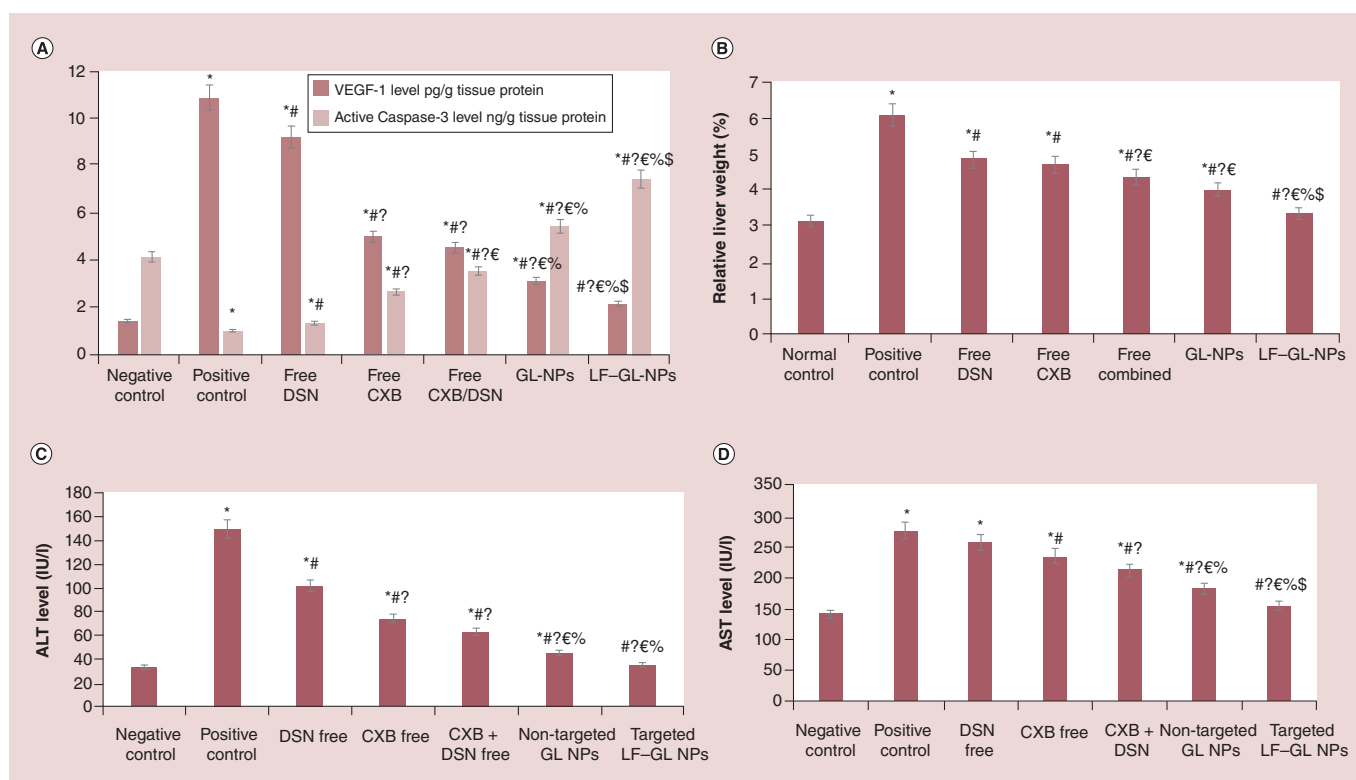 A
12
10
8
6
4
2
0
VEGF-1 level pg/g tissue protein
Active Caspase-3 level ng/g tissue protein
*
*
*#
*#
*#?
*#?
*#?
*#?€
*#?€%
*#?€%
#?€%$
*#?€%$
Negative control
Positive control
Free DSN
Free CXB
Free CXB/DSN
GL-NPs
LF–GL-NPs
B
Relative liver weight (%)
7
6
5
4
3
2
1
0
*
*#
*#
*#?€
*#?€
#?€%$
Normal control
Positive control
Free DSN
Free CXB
Free combined
GL-NPs
LF–GL-NPs
C
ALT level (IU/l)
180
160
140
120
100
80
60
40
20
0
*
*#
*#?
*#?
*#?€%
#?€%
Negative control
Positive control
DSN free
CXB free
CXB + DSN free
Non-targeted GL NPs
Targeted LF–GL NPs
D
AST level (IU/l)
350
300
250
200
150
100
50
0
*
*
*#
*#?
*#?€%
#?€%$
Negative control
Positive control
DSN free
CXB free
CXB + DSN
Non-targeted GL NPs
Targeted LF–GL NPs